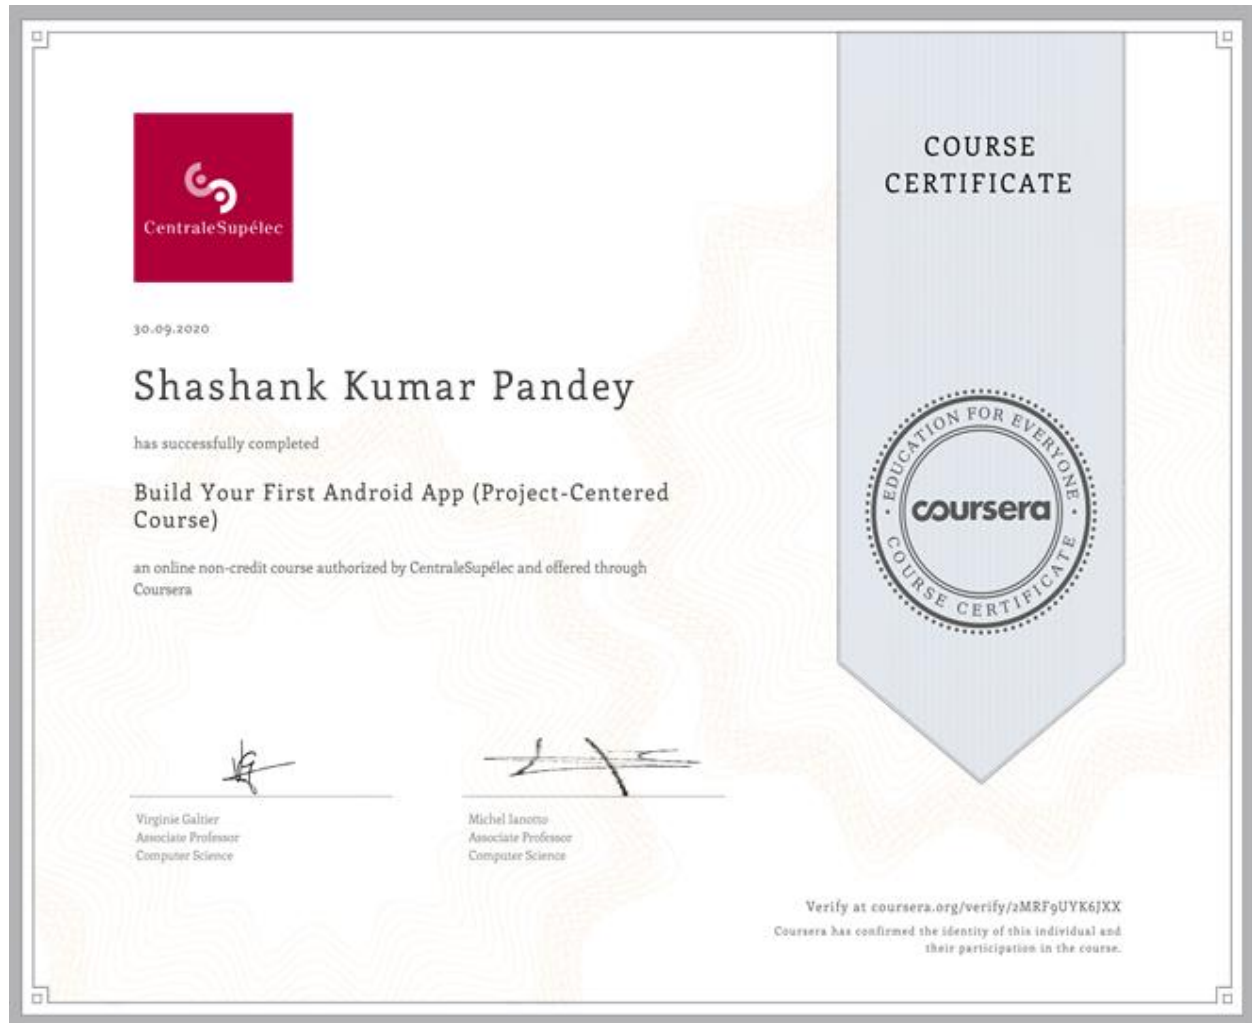 CentraleSupélec
COURSE
CERTIFICATE
30.09.2020
Shashank Kumar Pandey
has successfully completed
Build Your First Android App (Project-Centered
Course)
an online non-credit course authorized by CentraleSupélec and offered through
Coursera
EDUCATION FOR EVERYONE
coursera
COURSE CERTIFICATE
Virginie Galtier
Associate Professor
Computer Science
Michel Ianotto
Associate Professor
Computer Science
Verify at coursera.org/verify/2MRF9UYK6JXX
Coursera has confirmed the identity of this individual and
their participation in the course.